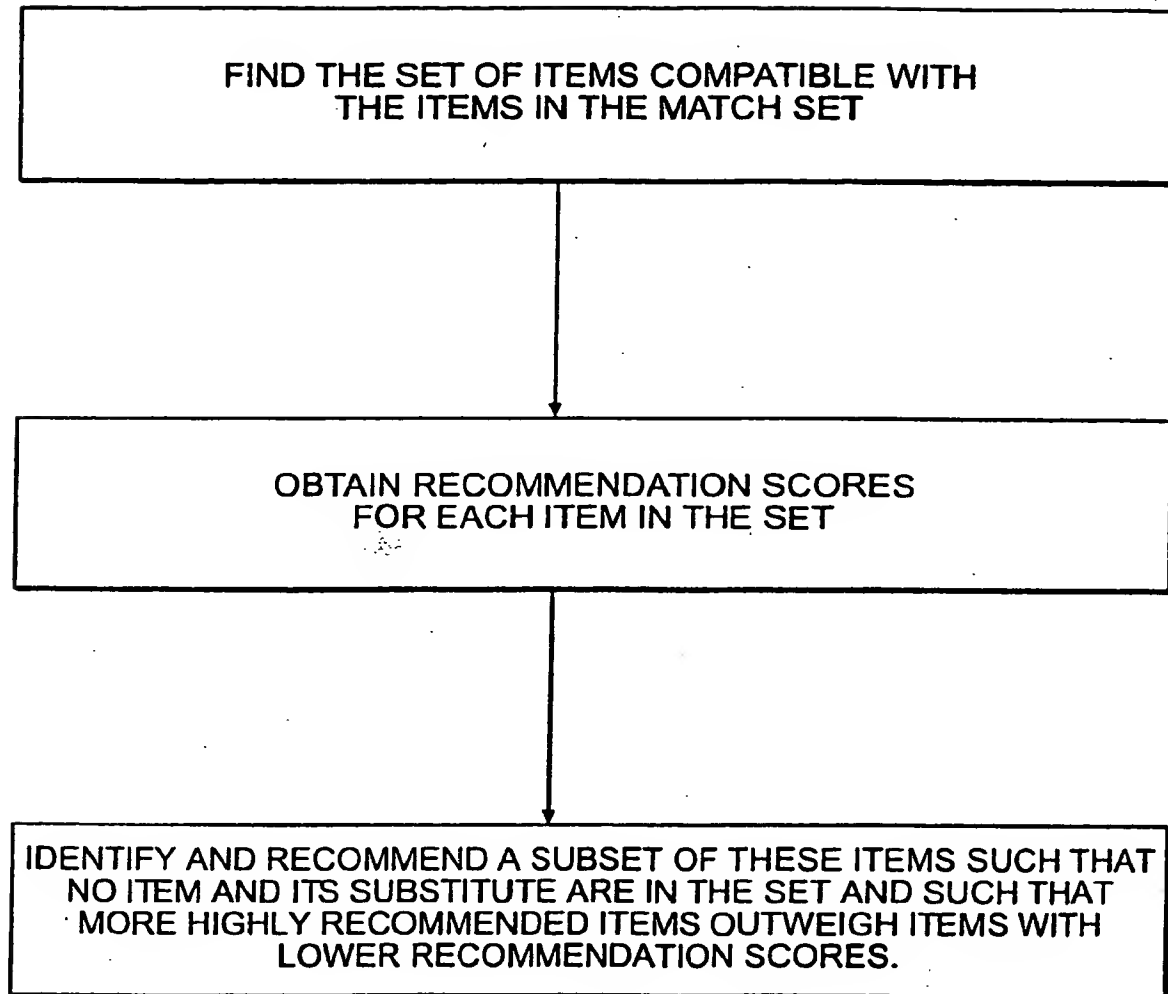 FIND THE SET OF ITEMS COMPATIBLE WITH
THE ITEMS IN THE MATCH SET
OBTAIN RECOMMENDATION SCORES
FOR EACH ITEM IN THE SET
IDENTIFY AND RECOMMEND A SUBSET OF THESE ITEMS SUCH THAT
NO ITEM AND ITS SUBSTITUTE ARE IN THE SET AND SUCH THAT
MORE HIGHLY RECOMMENDED ITEMS OUTWEIGH ITEMS WITH
LOWER RECOMMENDATION SCORES.